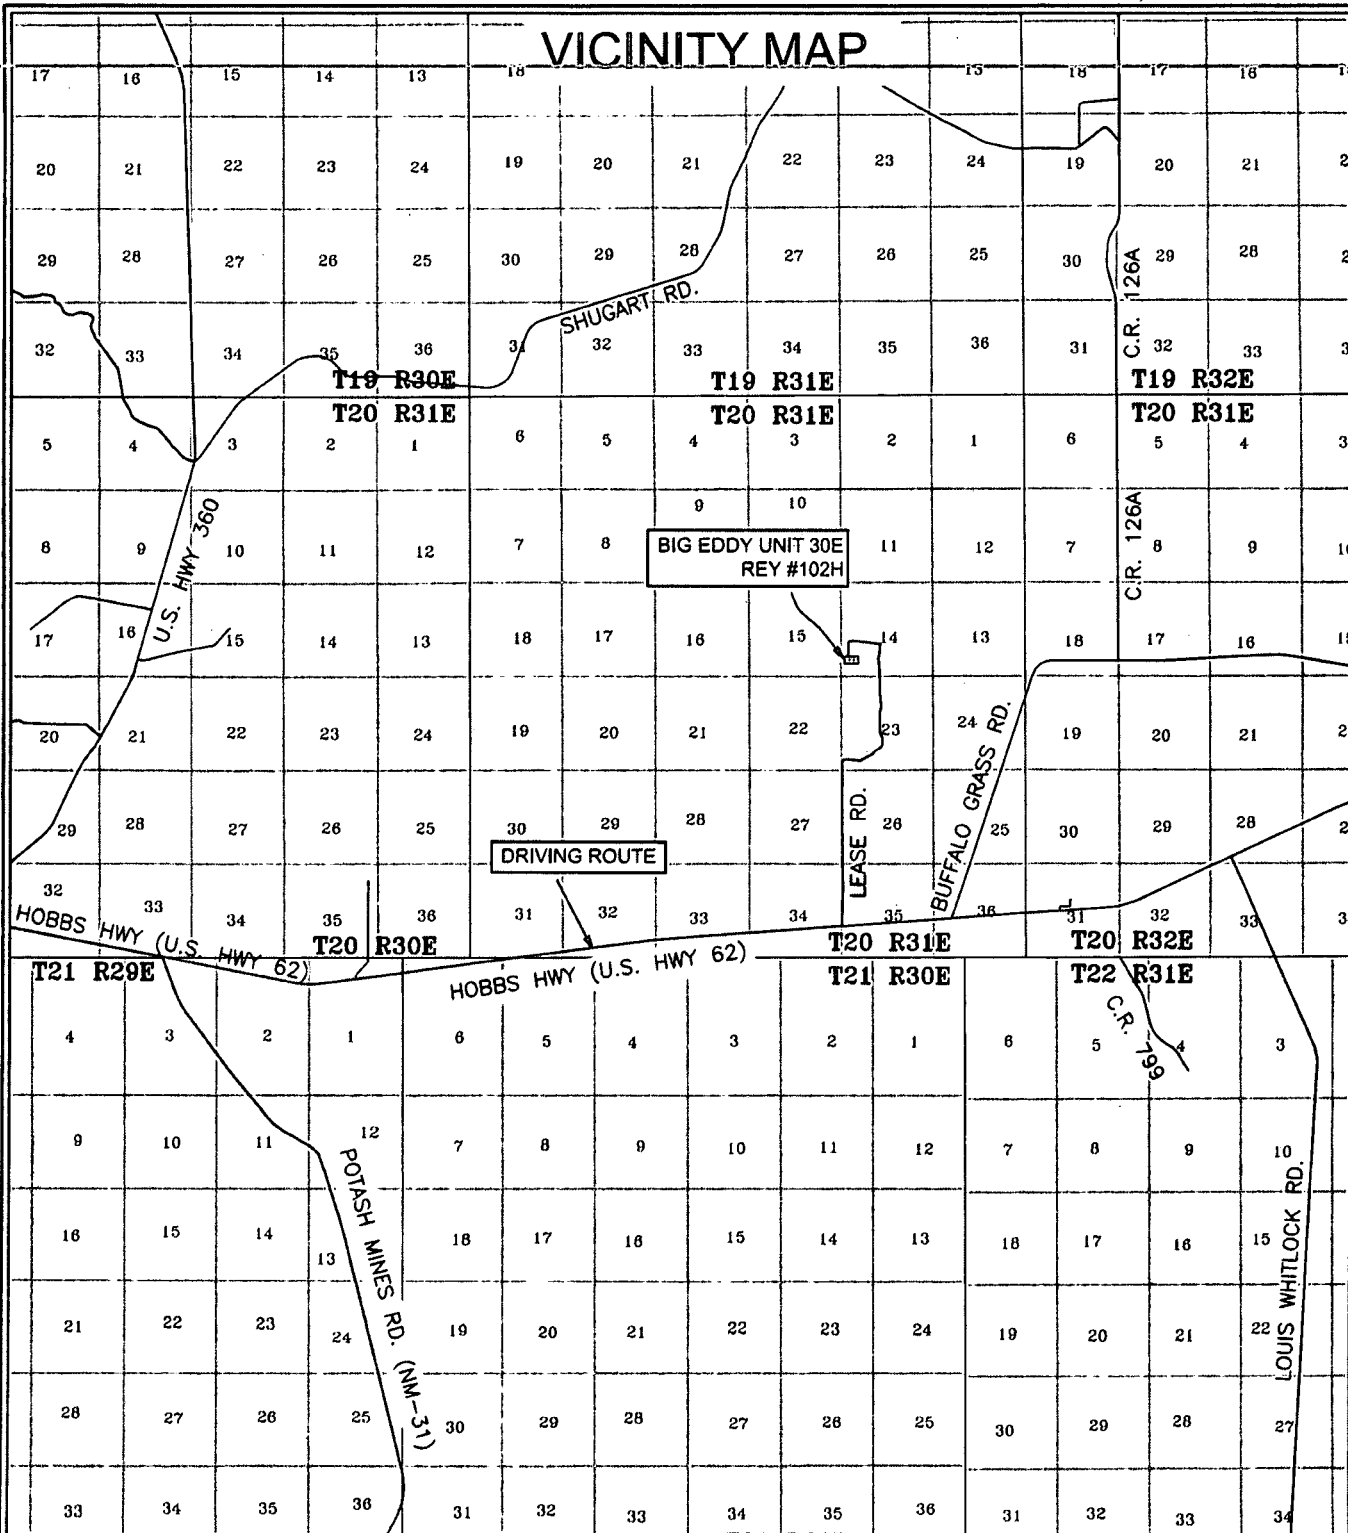 VICINITY MAP
17 16 15 14 13 18 15 18 17 16
20 21 22 23 24 19 20 21 22 23 24 19 20 21
29 28 27 26 25 30 29 28 27 26 25 30 29 28
C.R. 126A
SHUGART RD.
32 33 34 35 36 31 32 33 34 35 36 31 32 33
T19 R30E T19 R31E T19 R32E
T20 R31E T20 R31E T20 R31E
5 4 3 2 1 6 5 4 3 2 1 6 5 4 3
9 10
U.S. HWY 360
C.R. 126A
BIG EDDY UNIT 30E
REY #102H
8 9 10 11 12 7 8 11 12 7 8 9
17 16 15 14 13 18 17 16 15 14 13 18 17 16
20 21 22 23 24 19 20 21 22 23 24 19 20 21
BUFFALO GRASS RD.
LEASE RD.
29 28 27 26 25 30 29 28 27 26 25 30 29 28
DRIVING ROUTE
32 33 34 35 36 31 32 33 34 35 36 31 32 33
HOBBS HWY (U.S. HWY 62)
T20 R30E T20 R31E T20 R32E
HOBBS HWY (U.S. HWY 62)
T21 R29E T21 R30E T22 R31E
C.R. 799
4 3 2 1 6 5 4 3 2 1 6 5 4 3
9 10 11 12 7 8 9 10 11 12 7 8 9 10
POTASH MINES RD. (NM-31)
LOUIS WHITLOCK RD.
16 15 14 13 18 17 16 15 14 13 18 17 16 15
21 22 23 24 19 20 21 22 23 24 19 20 21 22
28 27 26 25 30 29 28 27 26 25 30 29 28 27
33 34 35 36 31 32 33 34 35 36 31 32 33 34